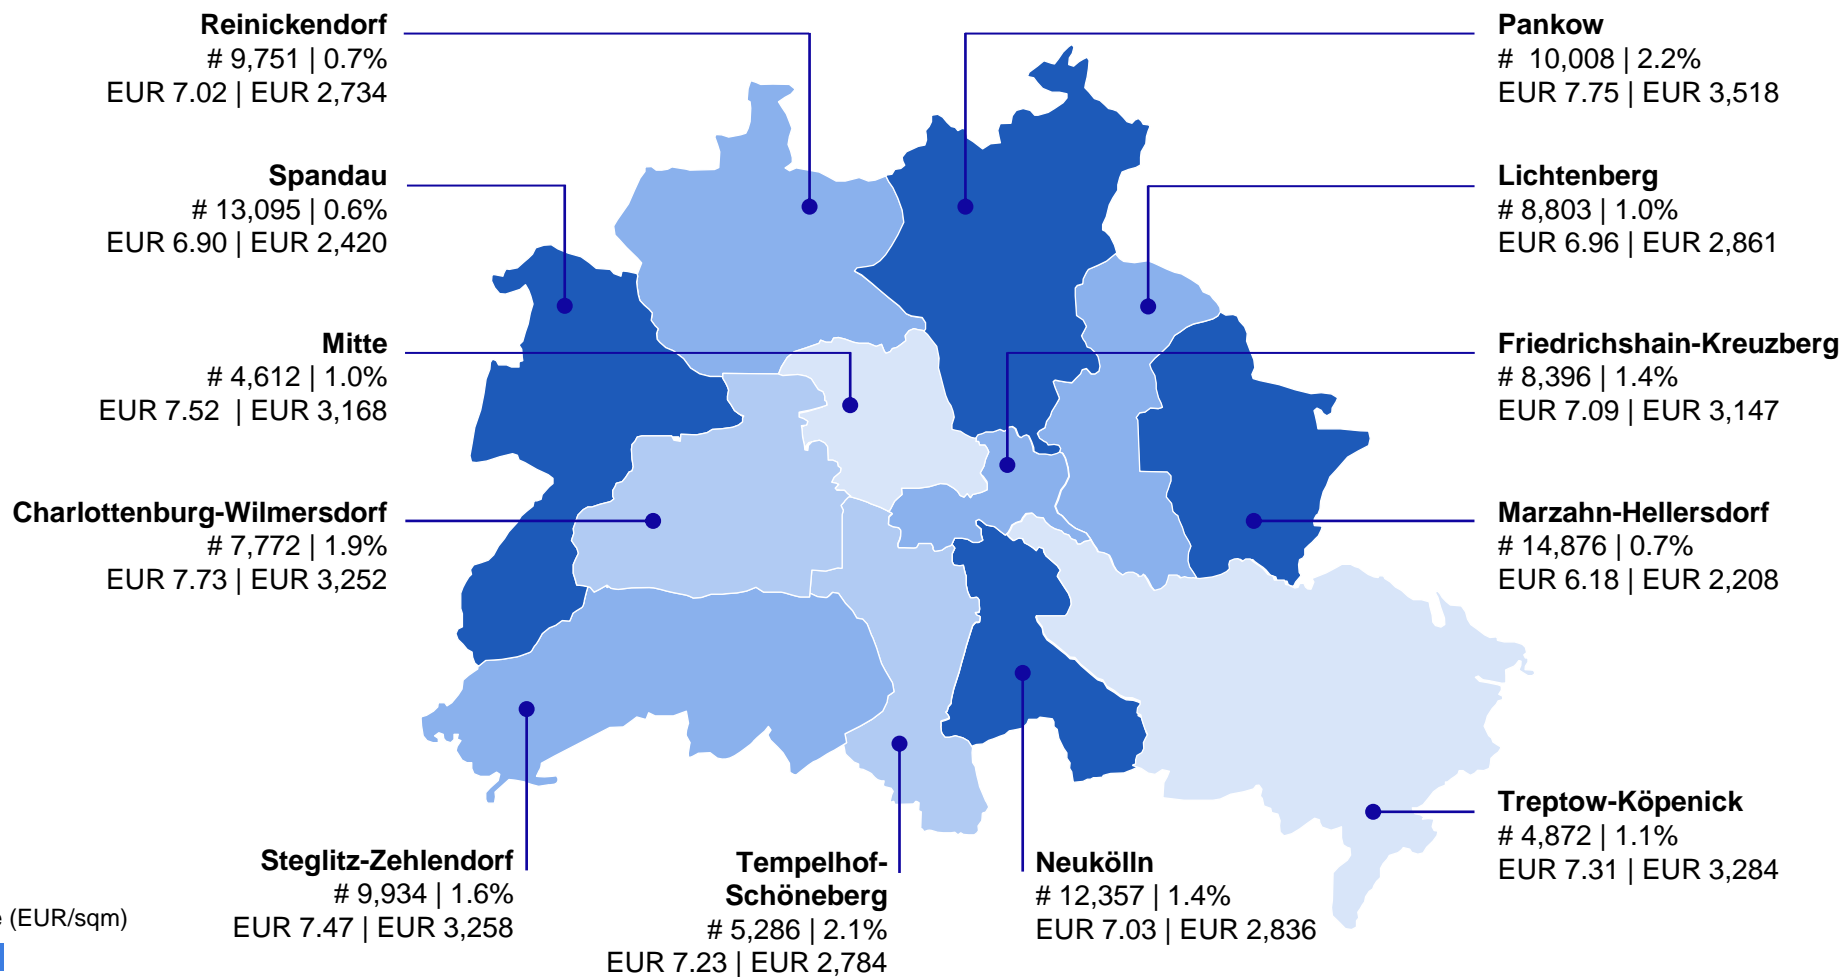 Reinickendorf
# 9,751 | 0.7%
EUR 7.02 | EUR 2,734
Spandau
# 13,095 | 0.6%
EUR 6.90 | EUR 2,420
Mitte
# 4,612 | 1.0%
EUR 7.52 | EUR 3,168
Charlottenburg-Wilmersdorf
# 7,772 | 1.9%
EUR 7.73 | EUR 3,252
Pankow
# 10,008 | 2.2%
EUR 7.75 | EUR 3,518
Lichtenberg
# 8,803 | 1.0%
EUR 6.96 | EUR 2,861
Friedrichshain-Kreuzberg
# 8,396 | 1.4%
EUR 7.09 | EUR 3,147
Marzahn-Hellersdorf
# 14,876 | 0.7%
EUR 6.18 | EUR 2,208
Treptow-Köpenick
# 4,872 | 1.1%
EUR 7.31 | EUR 3,284
Steglitz-Zehlendorf
# 9,934 | 1.6%
EUR 7.47 | EUR 3,258
Tempelhof-
Schöneberg
# 5,286 | 2.1%
EUR 7.23 | EUR 2,784
Neukölln
# 12,357 | 1.4%
EUR 7.03 | EUR 2,836
(EUR/sqm)